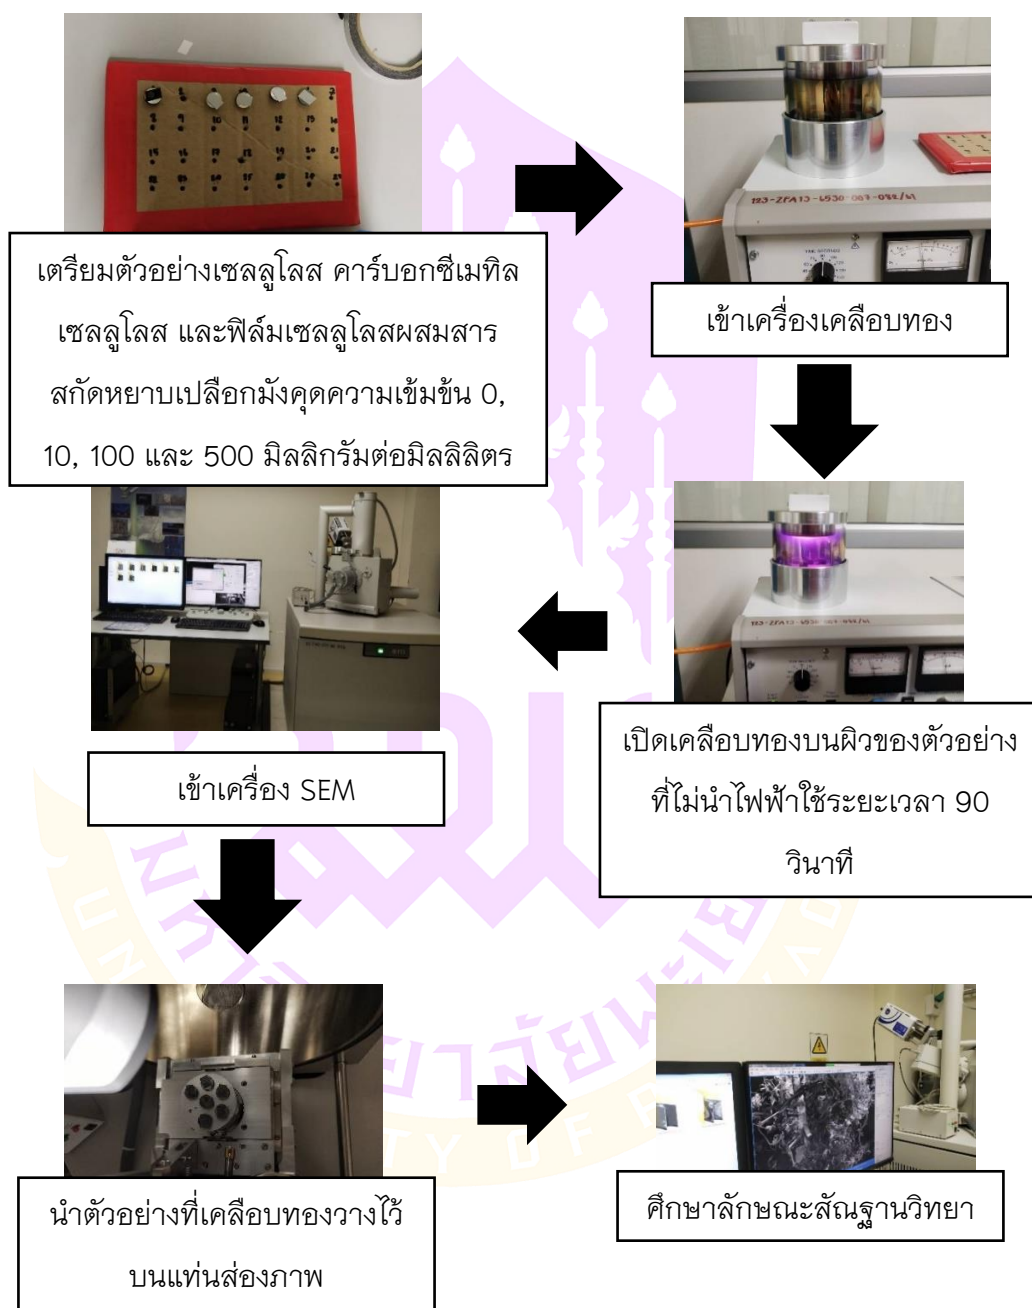 123-ZFA13-6930-007-082/61
เตรียมตัวอย่างเซลลูโลส คาร์บอกซีเมทิล
เซลลูโลส และฟิล์มเซลลูโลสผสมสาร
สกัดหยาบเปลือกมังคุดความเข้มข้น 0,
10, 100 และ 500 มิลลิกรัมต่อมิลลิลิตร
เข้าเครื่องเคลือบทอง
เปิดเคลือบทองบนผิวของตัวอย่าง
ที่ไม่นำไฟฟ้าใช้ระยะเวลา 90
วินาที
เข้าเครื่อง SEM
นำตัวอย่างที่เคลือบทองวางไว้
บนแท่นส่องภาพ
ศึกษาลักษณะสัณฐานวิทยา